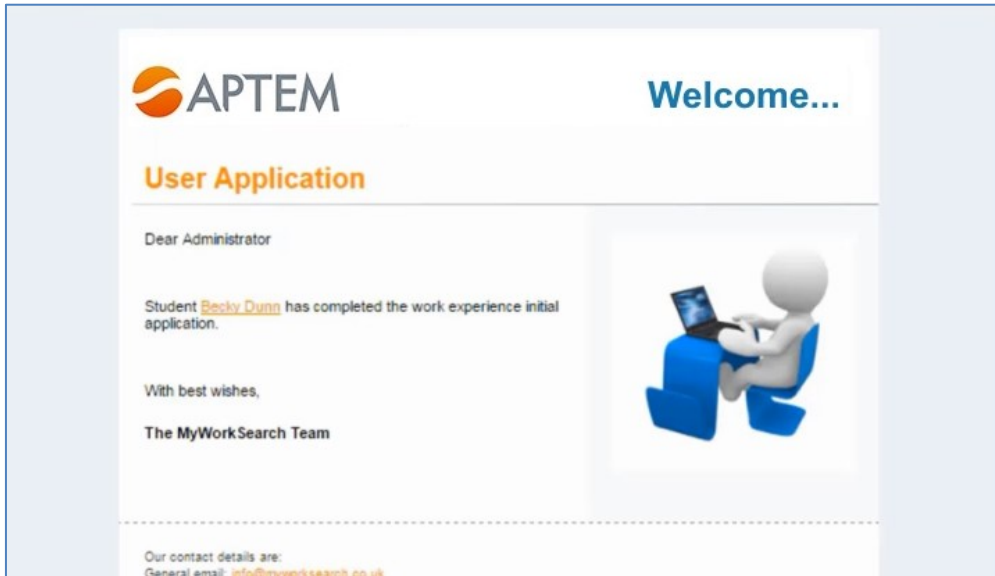 APTEM
Welcome...
User Application
Dear Administrator
Student Becky Dunn has completed the work experience initial
application.
With best wishes,
The MyWorkSearch Team
Our contact details are:
General email: info@myworksearch.co.uk